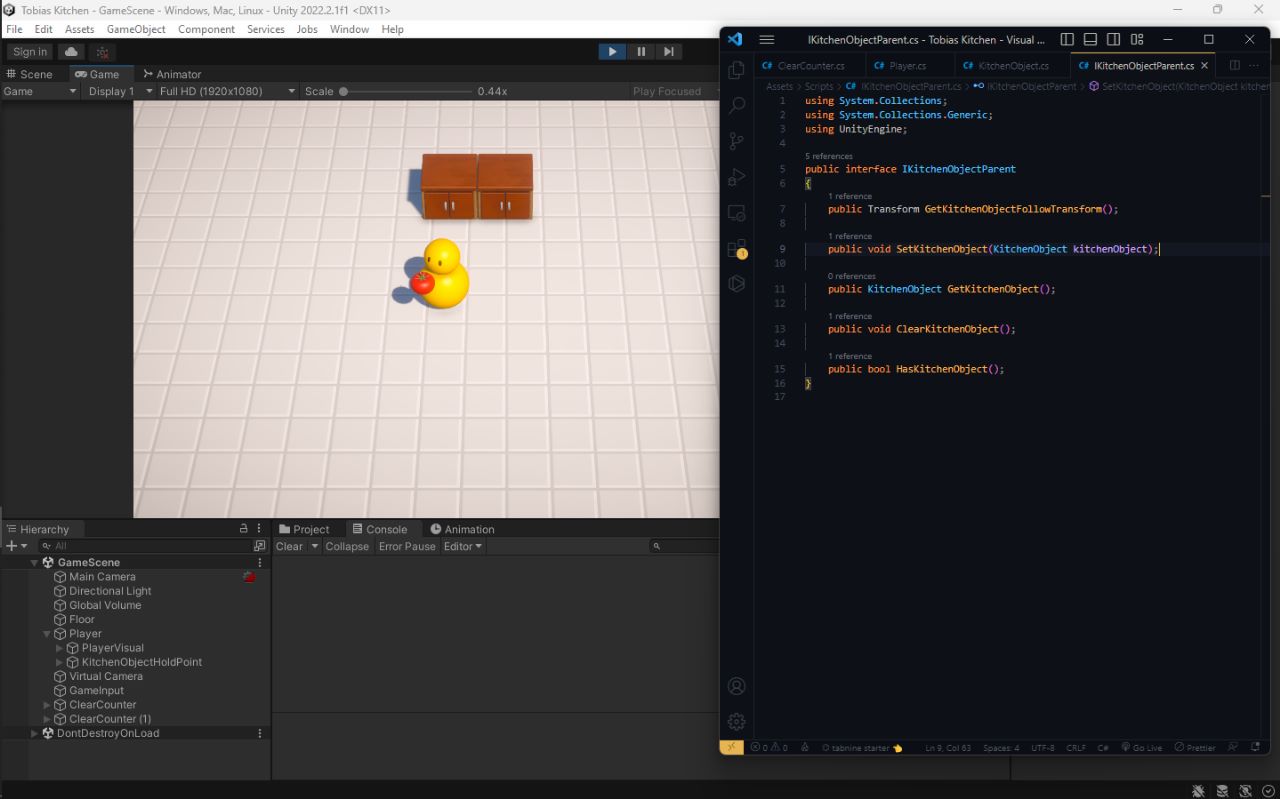 Tobias Kitchen - GameScene - Windows, Mac, Linux - Unity 2022.2.1f1 <DX11>
File Edit Assets GameObject Component Services Jobs Window Help
Sign in
Scene Game Animator
Game Display 1 Full HD (1920x1080) Scale 0.44x Play Focused
Hierarchy
All
GameScene
Main Camera
Directional Light
Global Volume
Floor
Player
PlayerVisual
KitchenObjectHoldPoint
Virtual Camera
GameInput
ClearCounter
ClearCounter (1)
DontDestroyOnLoad
Project Console Animation
Clear Collapse Error Pause Editor
IKitchenObjectParent.cs - Tobias Kitchen - Visual ...
C# ClearCounter.cs C# Player.cs C# KitchenObject.cs C# IKitchenObjectParent.cs
Assets > Scripts > C# IKitchenObjectParent.cs > IKitchenObjectParent > SetKitchenObject(KitchenObject kitchen
1 using System.Collections;
2 using System.Collections.Generic;
3 using UnityEngine;
4
5 references
5 public interface IKitchenObjectParent
6 {
1 reference
7 public Transform GetKitchenObjectFollowTransform();
8
1 reference
9 public void SetKitchenObject(KitchenObject kitchenObject);
10
0 references
11 public KitchenObject GetKitchenObject();
12
1 reference
13 public void ClearKitchenObject();
14
1 reference
15 public bool HasKitchenObject();
16 }
17
0 0 tabnine starter Ln 9, Col 63 Spaces: 4 UTF-8 CRLF C# Go Live Prettier